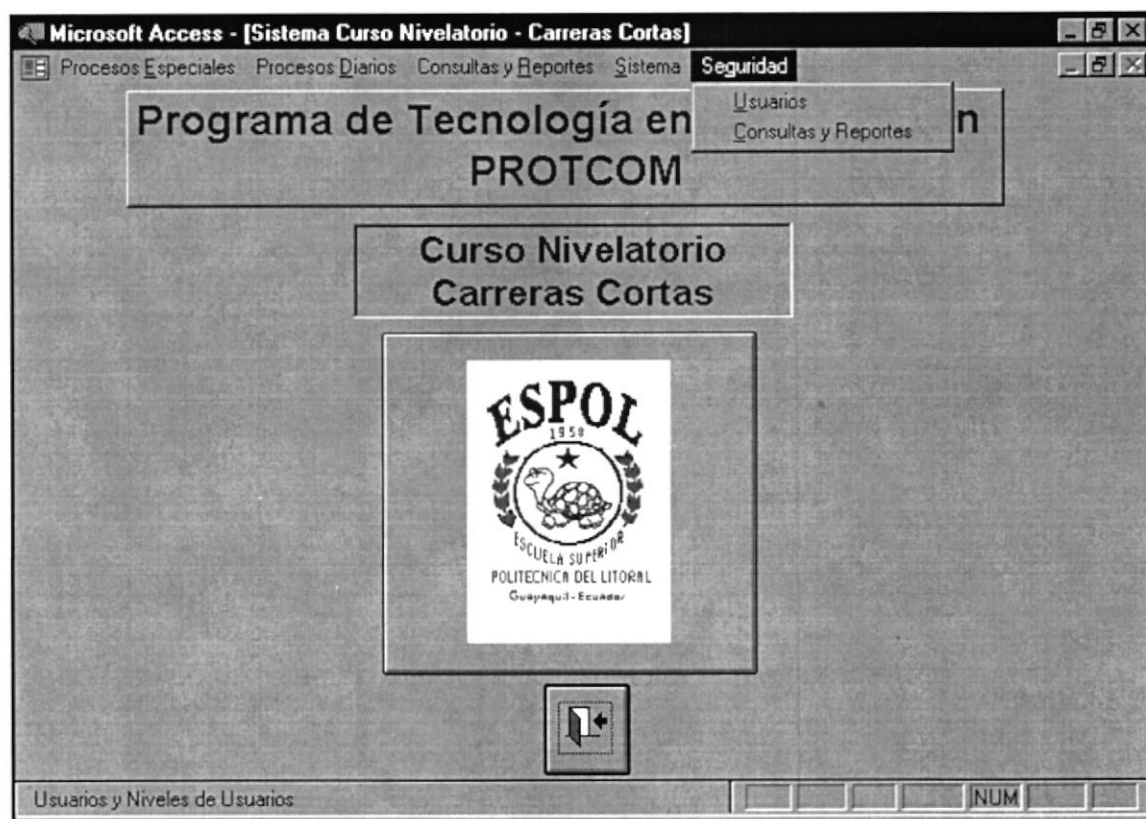 Microsoft Access - [Sistema Curso Nivelatorio - Carreras Cortas]
Procesos Especiales Procesos Diarios Consultas y Reportes Sistema Seguridad
Usuarios
Consultas y Reportes
Programa de Tecnología en n
PROTCOM
Curso Nivelatorio
Carreras Cortas
ESPOL
1958
ESCUELA SUPERIOR
POLITECNICA DEL LITORAL
Guayaquil - Ecuador
Usuarios y Niveles de Usuarios NUM